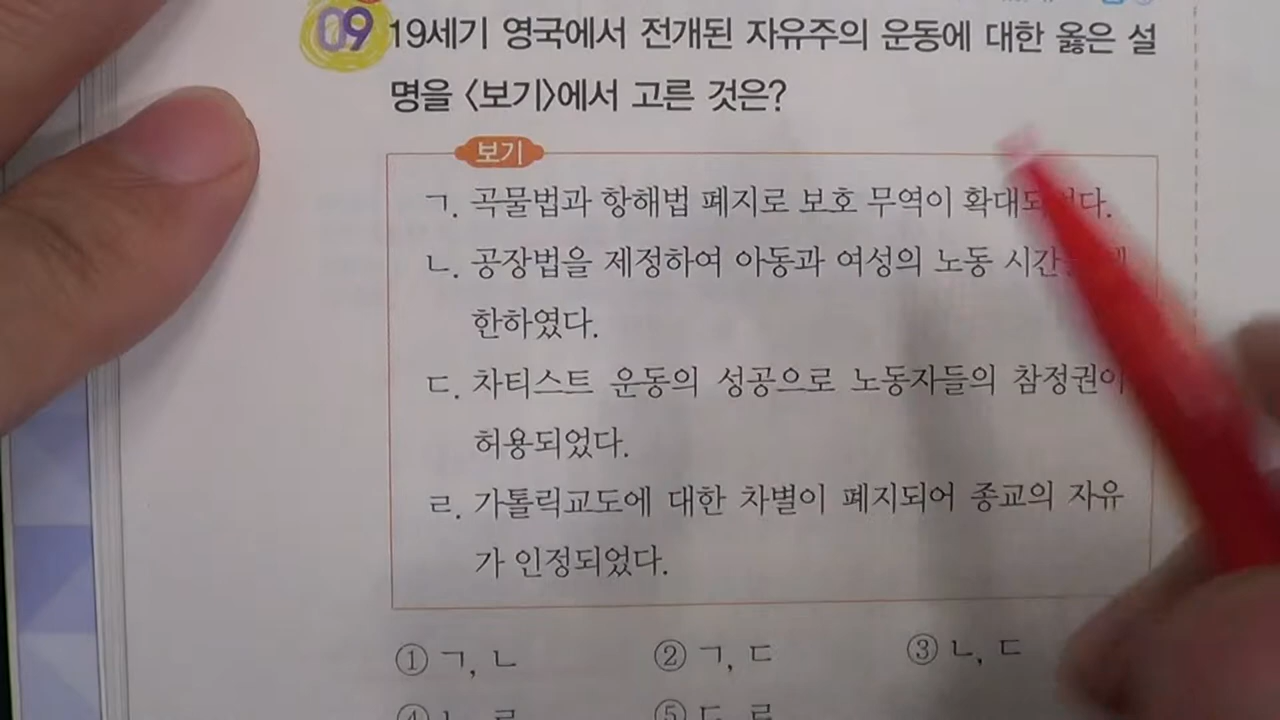 09 19세기 영국에서 전개된 자유주의 운동에 대한 옳은 설
명을 〈보기〉에서 고른 것은?
보기
ㄱ. 곡물법과 항해법 폐지로 보호 무역이
ㄴ. 공장법을 제정하여 아동과 여성의 노동
한하였다.
ㄷ. 차티스트 운동의 성공으로 노동자들의 참정권이
허용되었다.
ㄹ. 가톨릭교도에 대한 차별이 폐지되어 종교의 자유
가 인정되었다.
① ㄱ, ㄴ ② ㄱ, ㄷ ③ ㄴ, ㄷ
④ ㄴ, ㄹ ⑤ ㄷ, ㄹ